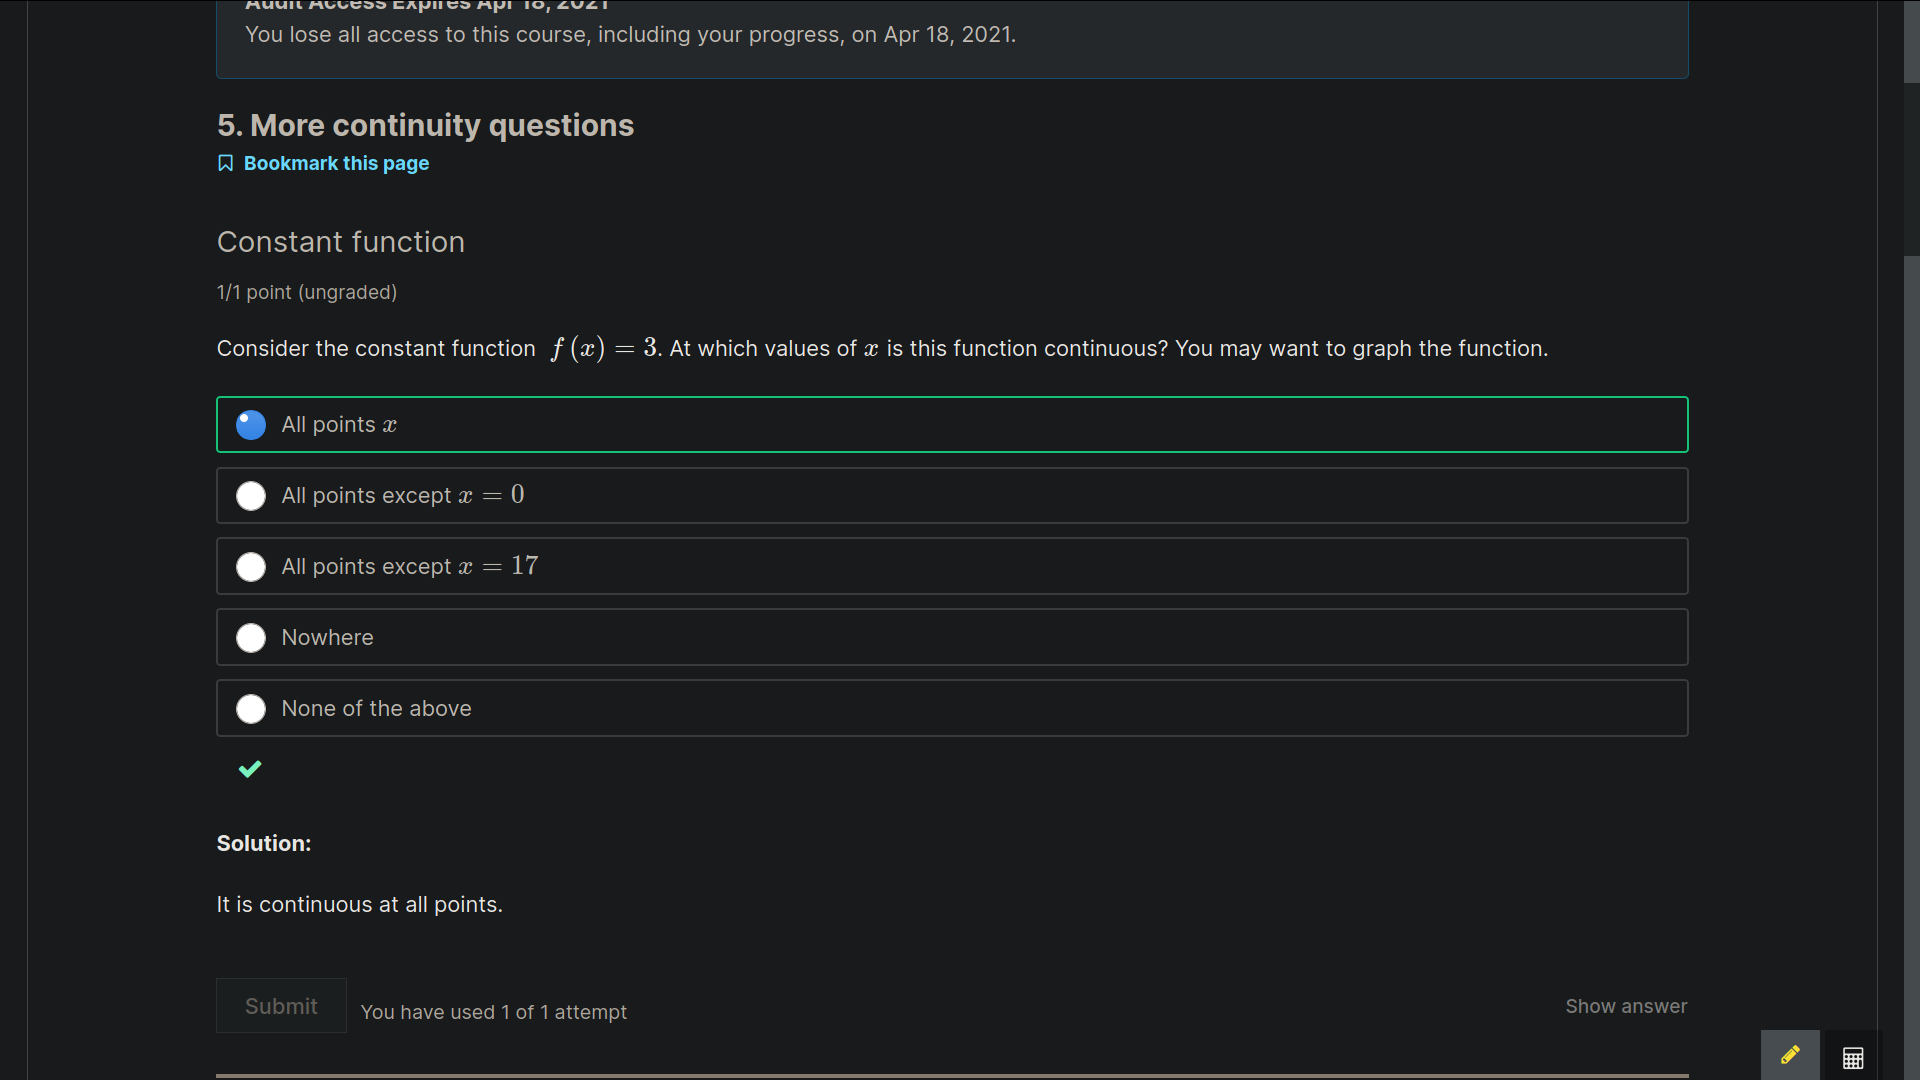 Audit Access Expires Apr 18, 2021
You lose all access to this course, including your progress, on Apr 18, 2021.
5. More continuity questions
Bookmark this page
Constant function
1/1 point (ungraded)
Consider the constant function f (x) = 3. At which values of x is this function continuous? You may want to graph the function.
All points x
All points except x = 0
All points except x = 17
Nowhere
None of the above
Solution:
It is continuous at all points.
Submit
You have used 1 of 1 attempt
Show answer